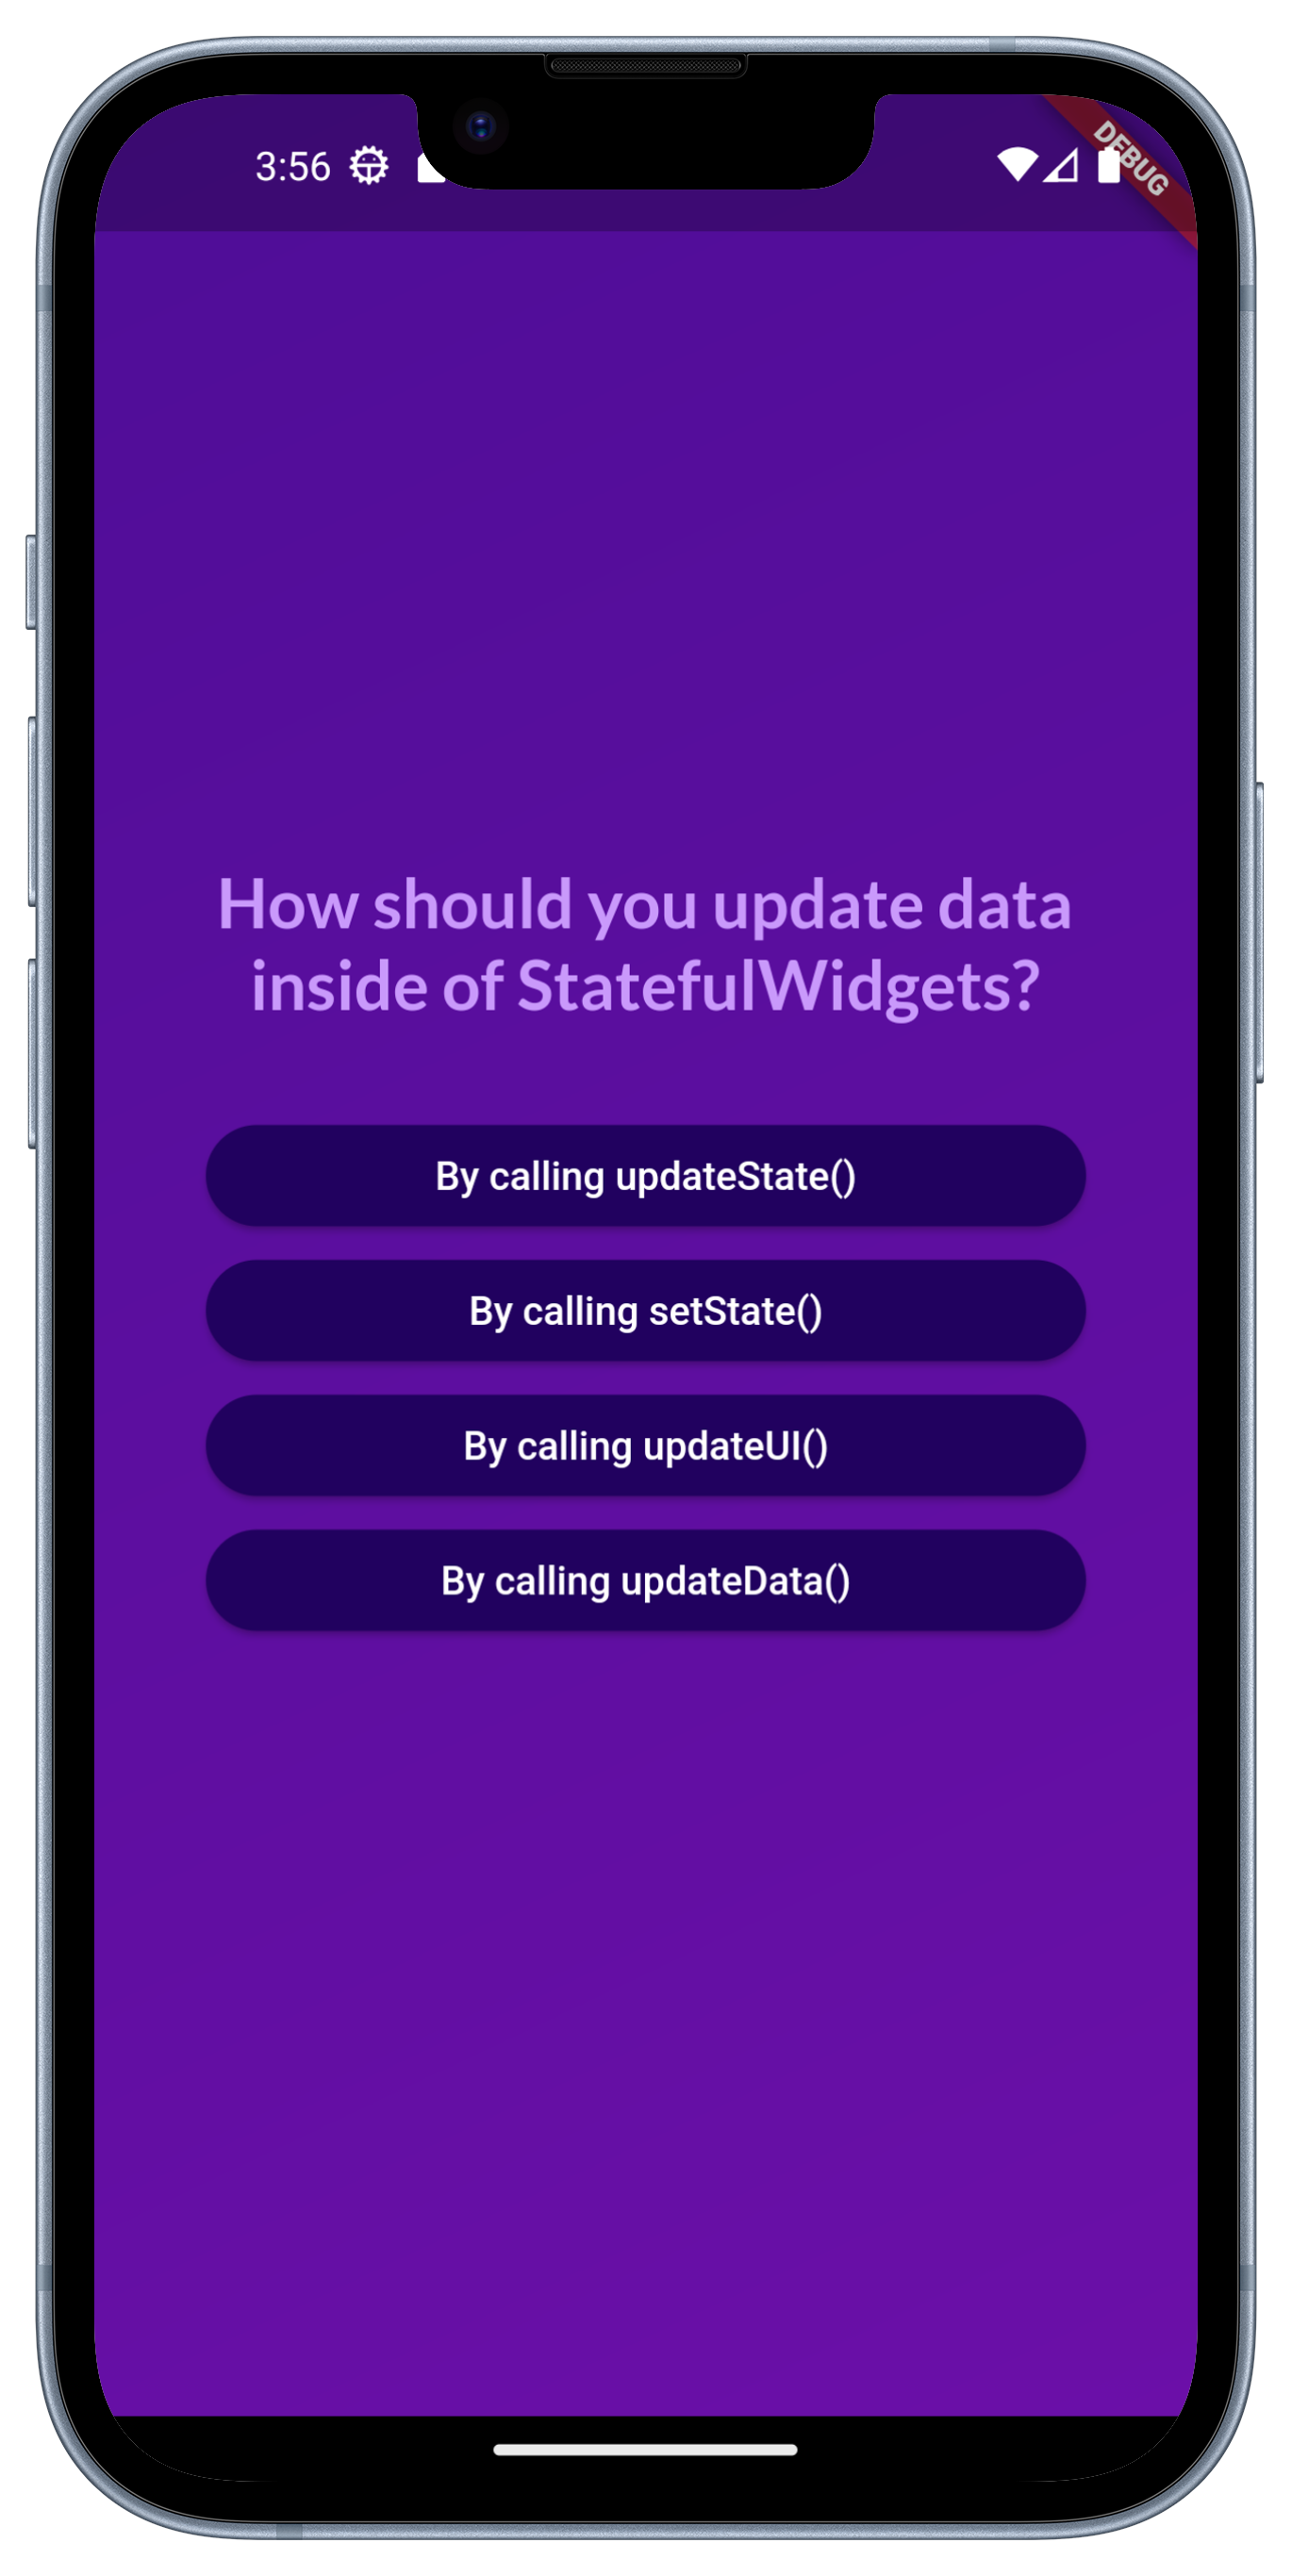 3:56
DEBUG
How should you update data
inside of StatefulWidgets?
By calling updateState()
By calling setState()
By calling updateUI()
By calling updateData()